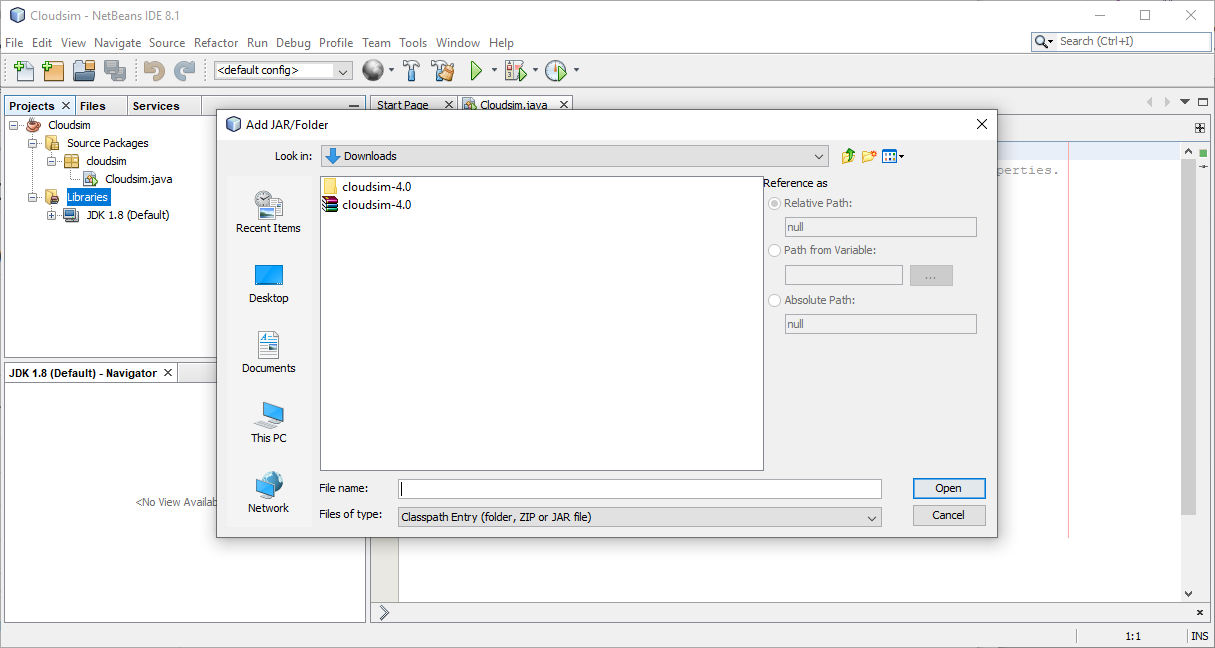 Cloudsim - NetBeans IDE 8.1
File Edit View Navigate Source Refactor Run Debug Profile Team Tools Window Help
Search (Ctrl+I)
<default config>
Projects
Files
Services
Start Page
Cloudsim.java
Cloudsim
Source Packages
cloudsim
Cloudsim.java
Libraries
JDK 1.8 (Default)
perties.
JDK 1.8 (Default) - Navigator
<No View Availab
Add JAR/Folder
Look in:
Downloads
Recent Items
Desktop
Documents
This PC
Network
cloudsim-4.0
cloudsim-4.0
Reference as
Relative Path:
null
Path from Variable:
...
Absolute Path:
null
File name:
Open
Files of type:
Classpath Entry (folder, ZIP or JAR file)
Cancel
1:1
INS